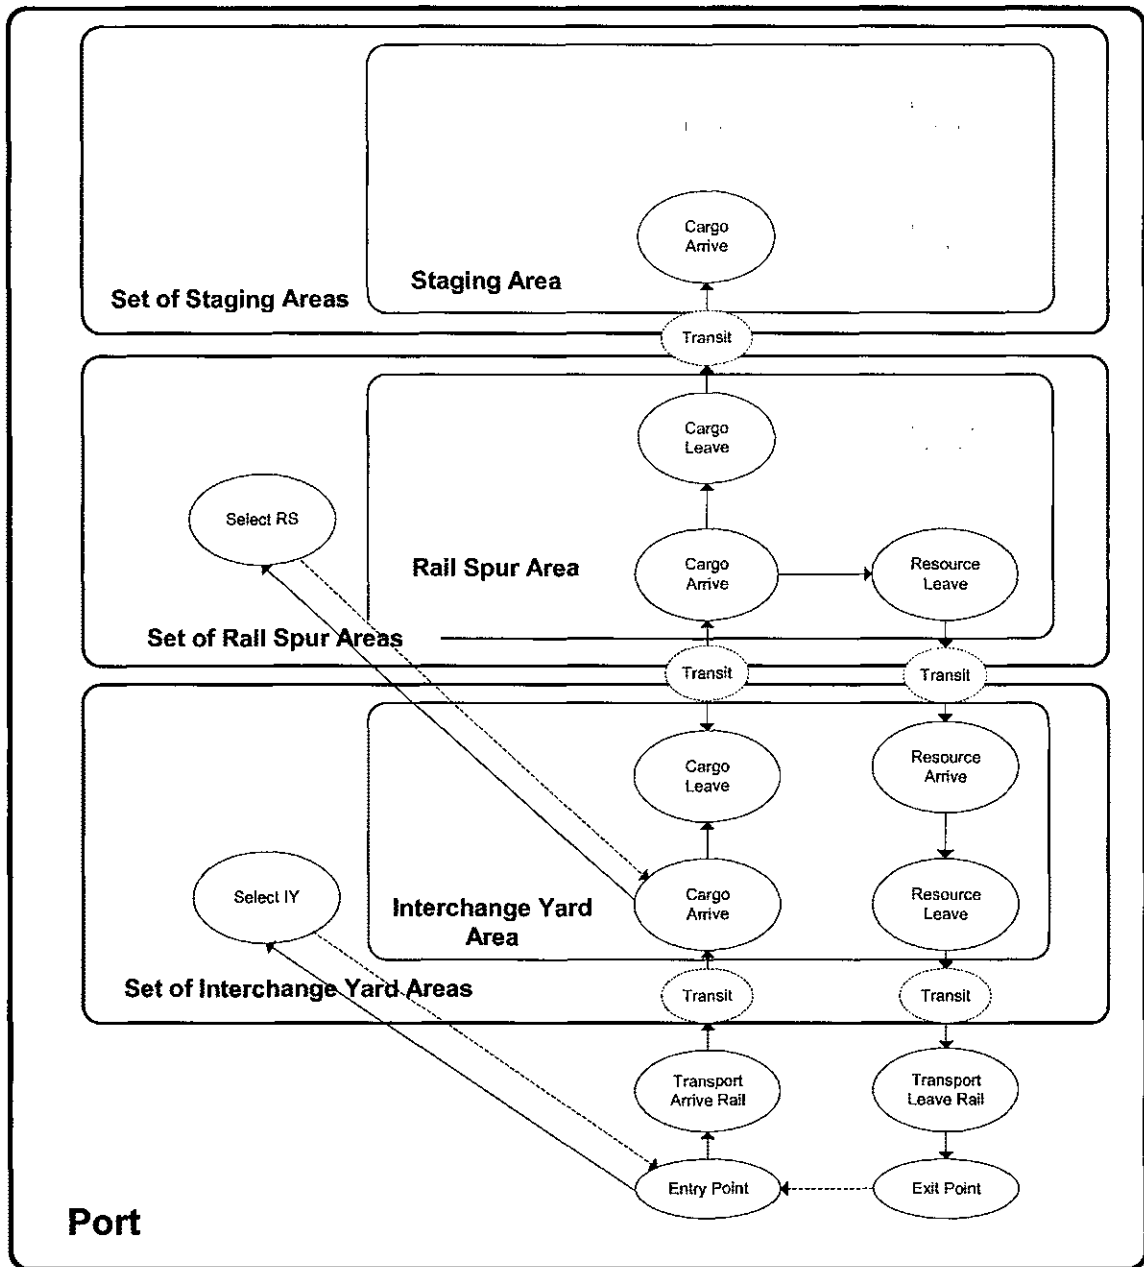 Cargo
Arrive
Staging Area
Set of Staging Areas
Transit
Cargo
Leave
Select RS
Rail Spur Area
Cargo
Arrive
Resource
Leave
Set of Rail Spur Areas
Transit
Transit
Cargo
Leave
Resource
Arrive
Select IY
Interchange Yard
Area
Cargo
Arrive
Resource
Leave
Set of Interchange Yard Areas
Transit
Transit
Transport
Arrive Rail
Transport
Leave Rail
Entry Point
Exit Point
Port